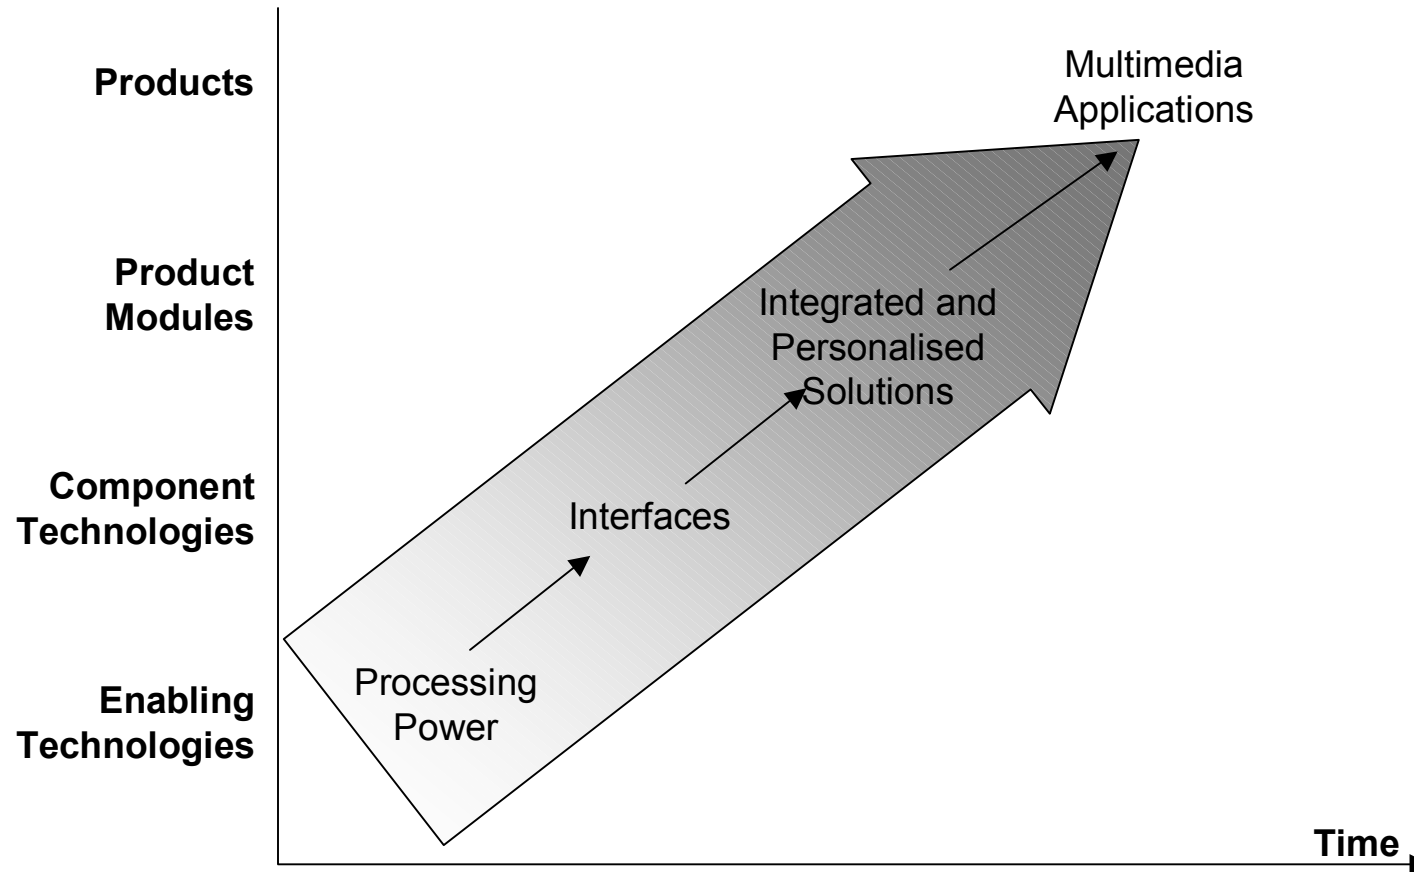 Products
Multimedia
Applications
Product
Modules
Integrated and
Personalised
Solutions
Component
Technologies
Interfaces
Enabling
Technologies
Processing
Power
Time